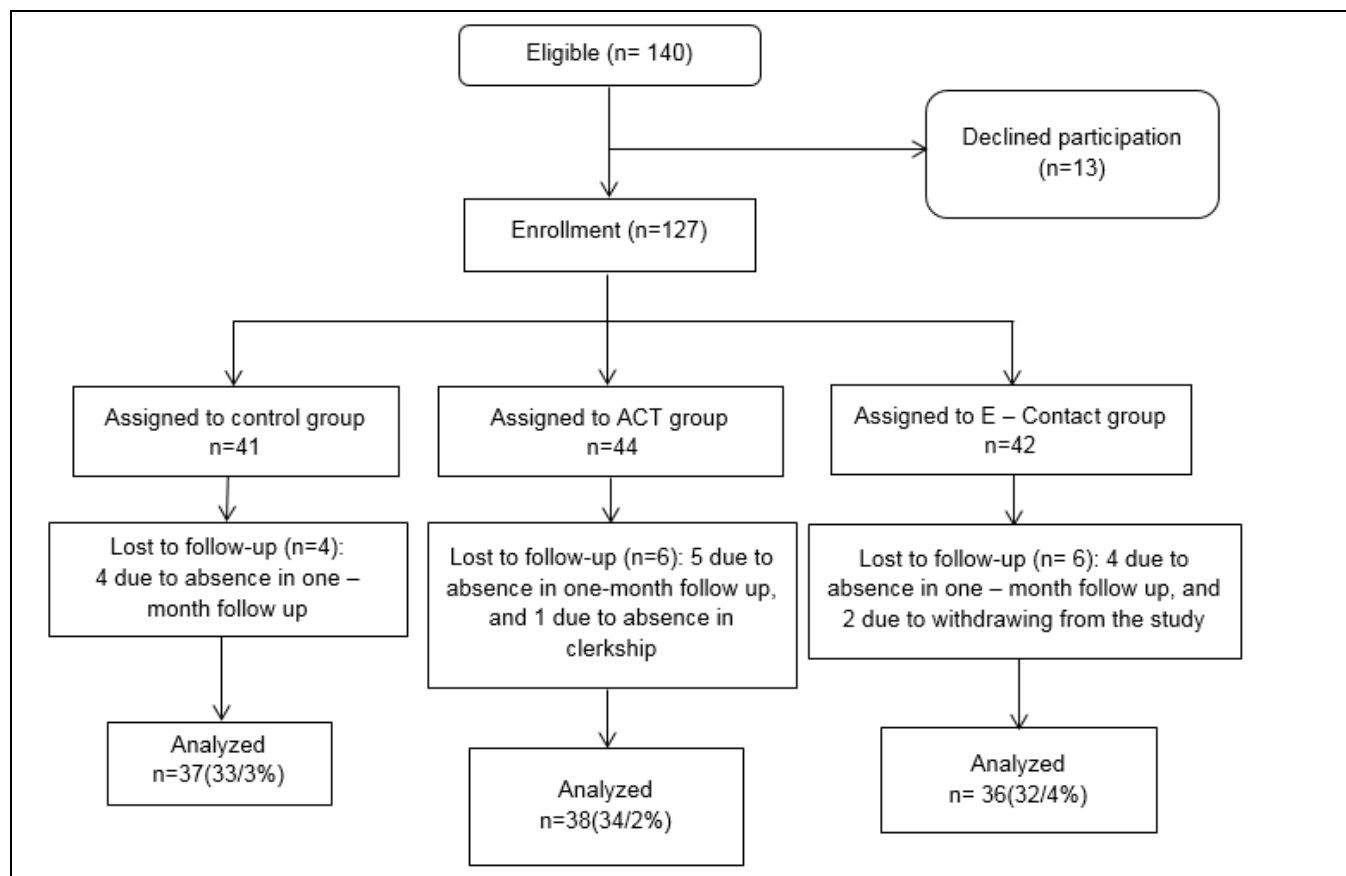 Eligible (n= 140)
Declined participation
(n=13)
Enrollment (n=127)
Assigned to control group
n=41
Assigned to ACT group
n=44
Assigned to E – Contact group
n=42
Lost to follow-up (n=4):
4 due to absence in one –
month follow up
Lost to follow-up (n=6): 5 due to
absence in one-month follow up,
and 1 due to absence in
clerkship
Lost to follow-up (n= 6): 4 due to
absence in one – month follow up, and
2 due to withdrawing from the study
Analyzed
n=37(33/3%)
Analyzed
n=38(34/2%)
Analyzed
n= 36(32/4%)